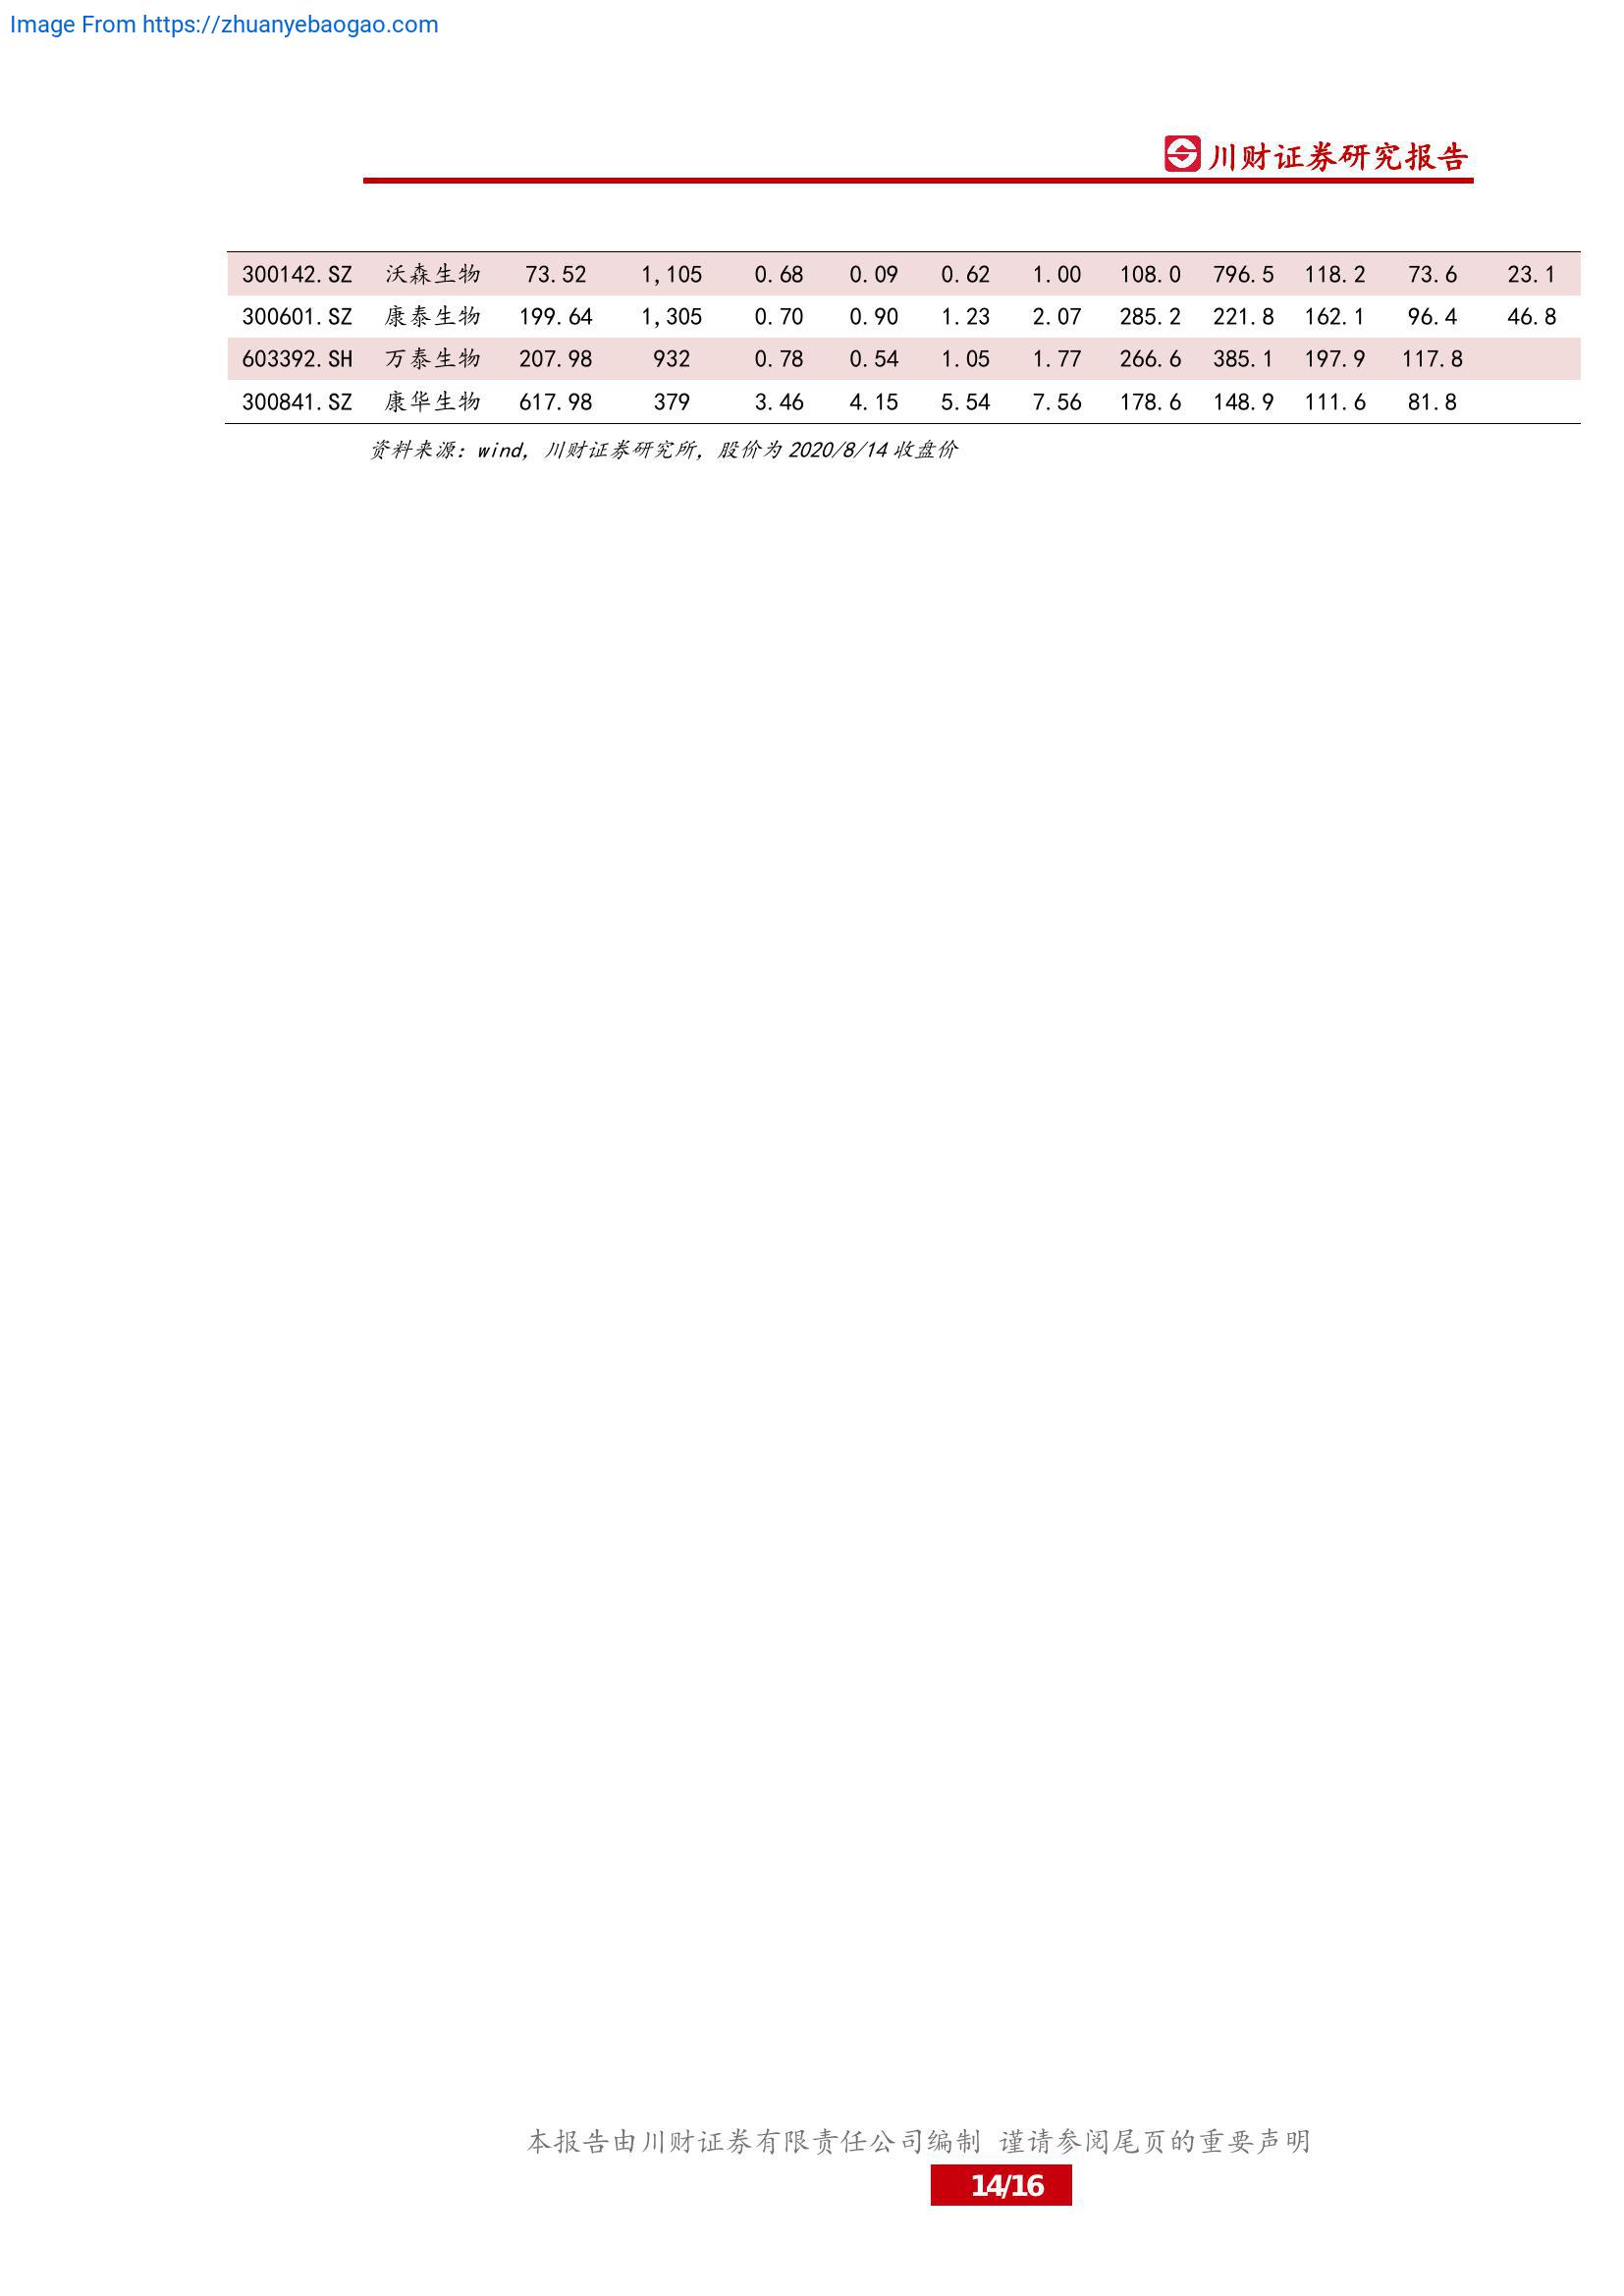 Image From https://zhuanyebaogao.com
川财证券研究报告
300142.SZ 沃森生物 73.52 1,105 0.68 0.09 0.62 1.00 108.0 796.5 118.2 73.6 23.1
300601.SZ 康泰生物 199.64 1,305 0.70 0.90 1.23 2.07 285.2 221.8 162.1 96.4 46.8
603392.SH 万泰生物 207.98 932 0.78 0.54 1.05 1.77 266.6 385.1 197.9 117.8
300841.SZ 康华生物 617.98 379 3.46 4.15 5.54 7.56 178.6 148.9 111.6 81.8
资料来源：wind，川财证券研究所，股价为 2020/8/14 收盘价
本报告由川财证券有限责任公司编制 谨请参阅尾页的重要声明
14/16